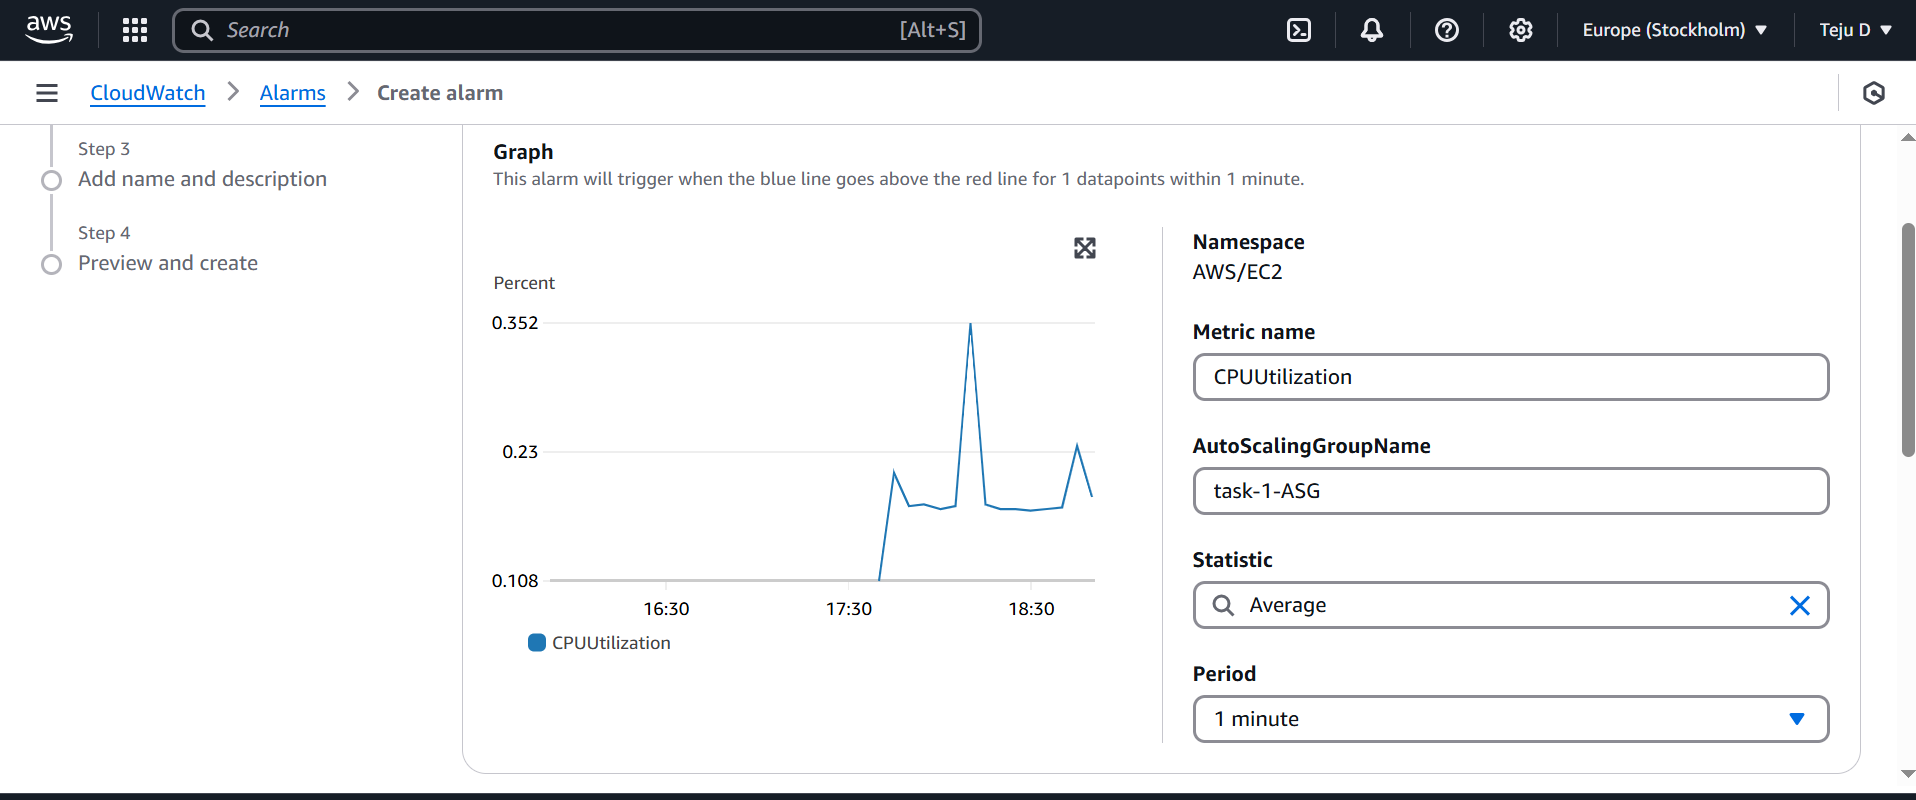 aws
Search
[Alt+S]
Europe (Stockholm)
Teju D
CloudWatch
Alarms
Create alarm
Step 3
Add name and description
Step 4
Preview and create
Graph
This alarm will trigger when the blue line goes above the red line for 1 datapoints within 1 minute.
Percent
0.352
0.23
0.108
16:30
17:30
18:30
CPUUtilization
Namespace
AWS/EC2
Metric name
CPUUtilization
AutoScalingGroupName
task-1-ASG
Statistic
Average
Period
1 minute